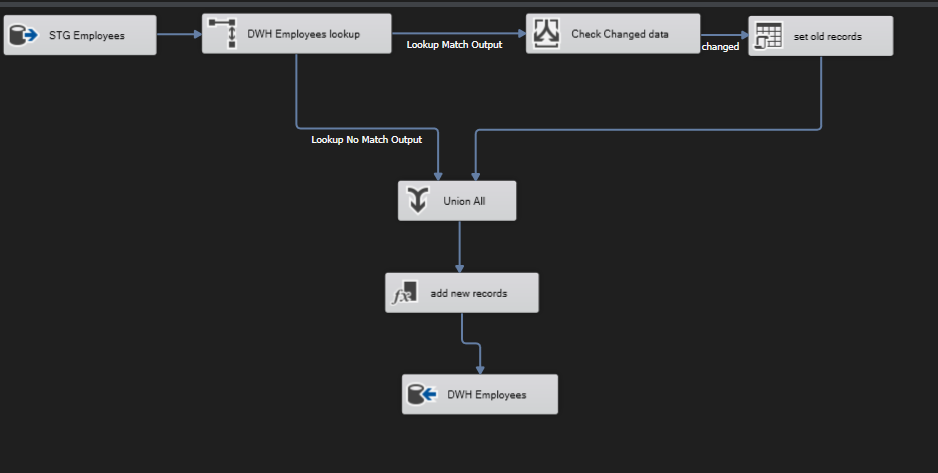 STG Employees
DWH Employees lookup
Lookup Match Output
Check Changed data
changed
set old records
Lookup No Match Output
Union All
fx
add new records
DWH Employees